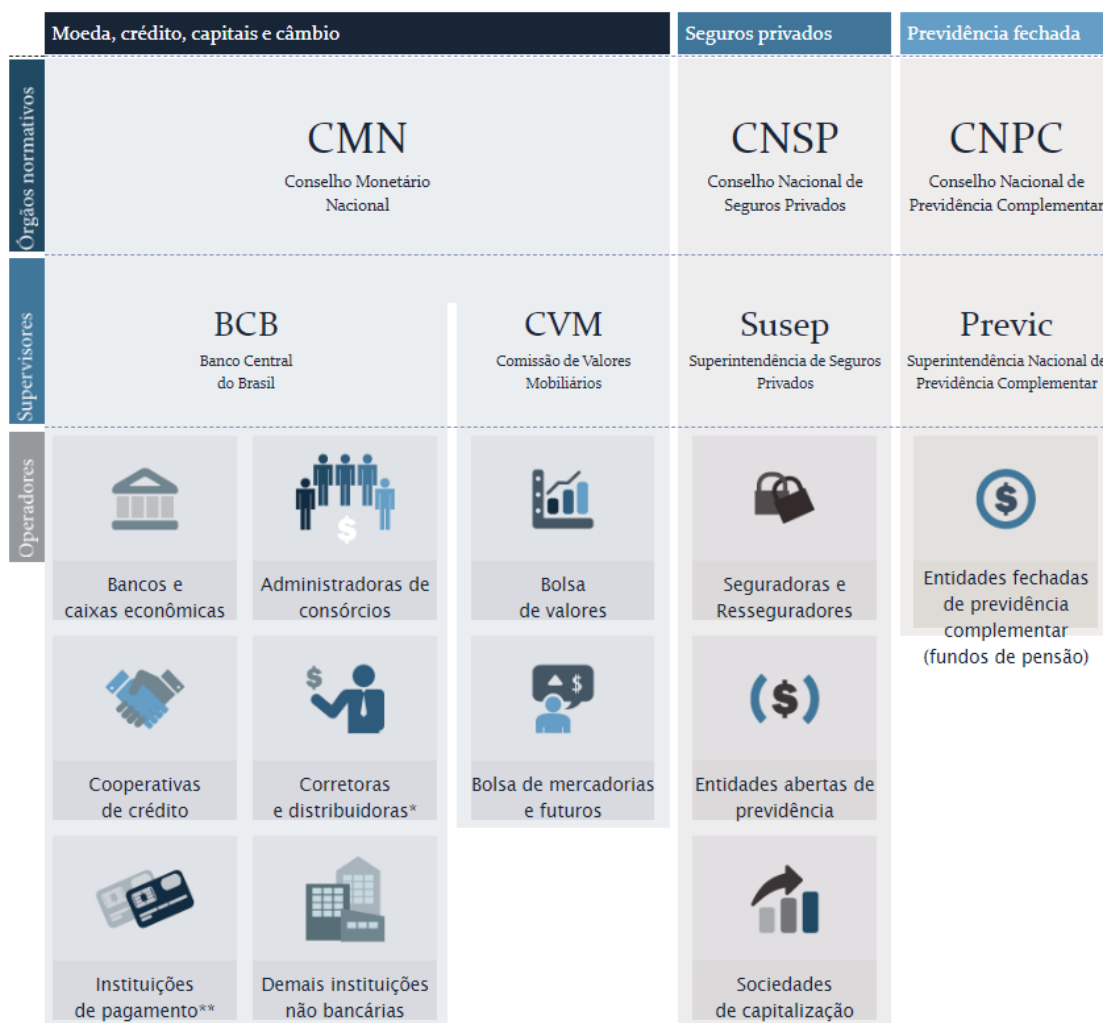 Moeda, crédito, capitais e câmbio
Seguros privados
Previdência fechada
Órgãos normativos
CMN
Conselho Monetário
Nacional
CNSP
Conselho Nacional de
Seguros Privados
CNPC
Conselho Nacional de
Previdência Complementar
Supervisores
BCB
Banco Central
do Brasil
CVM
Comissão de Valores
Mobiliários
Susep
Superintendência de Seguros
Privados
Previc
Superintendência Nacional de
Previdência Complementar
Operadores
$
$
Bancos e
caixas econômicas
Administradoras de
consórcios
Bolsa
de valores
Seguradoras e
Resseguradores
Entidades fechadas
de previdência
complementar
(fundos de pensão)
$
$
($)
Cooperativas
de crédito
Corretoras
e distribuidoras*
Bolsa de mercadorias
e futuros
Entidades abertas de
previdência
Instituições
de pagamento**
Demais instituições
não bancárias
Sociedades
de capitalização